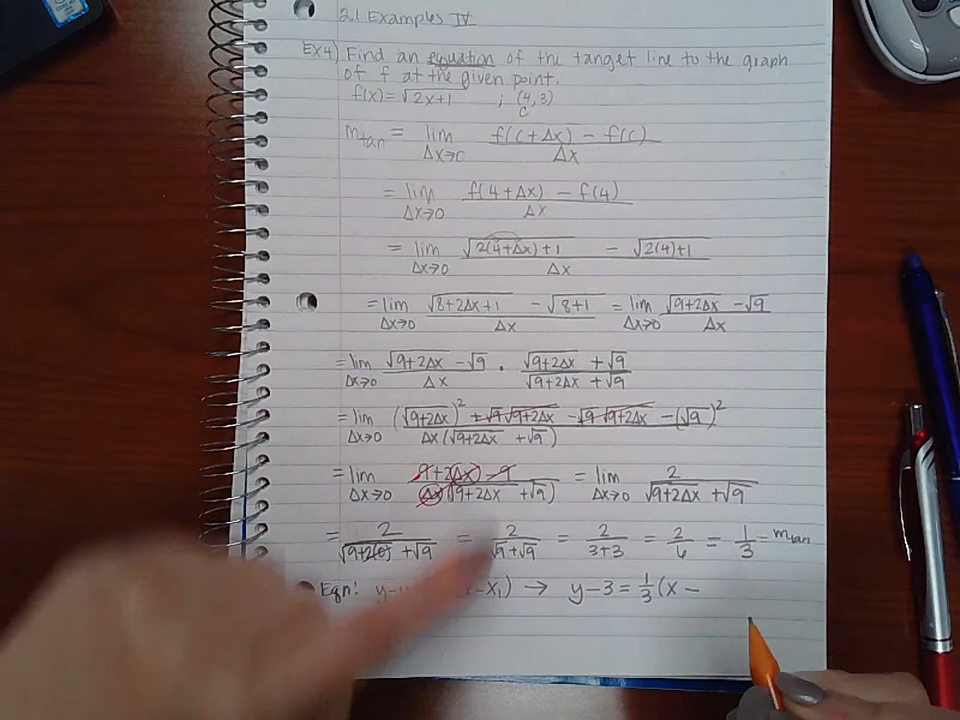 2.1 Examples IV
Ex4) Find an equation of the tanget line to the graph
of f at the given point.
f(x) = √2x+1 ; (4, 3)
c
m tan = lim Δx→0 f(c+Δx) - f(c) / Δx
= lim Δx→0 f(4+Δx) - f(4) / Δx
= lim Δx→0 √2(4+Δx)+1 - √2(4)+1 / Δx
= lim Δx→0 √8+2Δx+1 - √8+1 / Δx = lim Δx→0 √9+2Δx - √9 / Δx
= lim Δx→0 √9+2Δx - √9 / Δx · √9+2Δx + √9 / √9+2Δx + √9
= lim Δx→0 (√9+2Δx)² + √9 √9+2Δx - √9 √9+2Δx - (√9)² / Δx(√9+2Δx + √9)
= lim Δx→0 9+2(Δx) - 9 / Δx(√9+2Δx + √9) = lim Δx→0 2 / √9+2Δx + √9
= 2 / √9+2(0) + √9 = 2 / √9+√9 = 2 / 3+3 = 2/6 = 1/3 = m tan
Eqn: y- x-x₁) → y-3 = 1/3 (x -